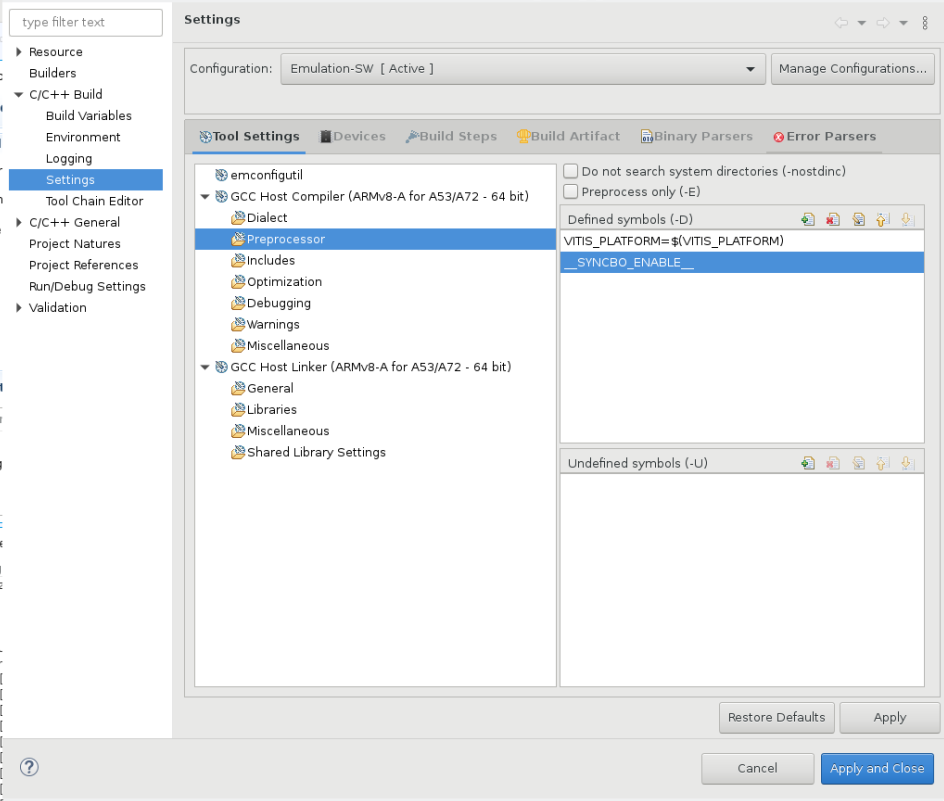 type filter text
Resource
Builders
C/C++ Build
Build Variables
Environment
Logging
Settings
Tool Chain Editor
C/C++ General
Project Natures
Project References
Run/Debug Settings
Validation
Settings
Configuration:
Emulation-SW [ Active ]
Manage Configurations...
Tool Settings
Devices
Build Steps
Build Artifact
Binary Parsers
Error Parsers
emconfigutil
GCC Host Compiler (ARMv8-A for A53/A72 - 64 bit)
Dialect
Preprocessor
Includes
Optimization
Debugging
Warnings
Miscellaneous
GCC Host Linker (ARMv8-A for A53/A72 - 64 bit)
General
Libraries
Miscellaneous
Shared Library Settings
Do not search system directories (-nostdinc)
Preprocess only (-E)
Defined symbols (-D)
VITIS_PLATFORM=$(VITIS_PLATFORM)
__SYNCBO_ENABLE__
Undefined symbols (-U)
Restore Defaults
Apply
Cancel
Apply and Close